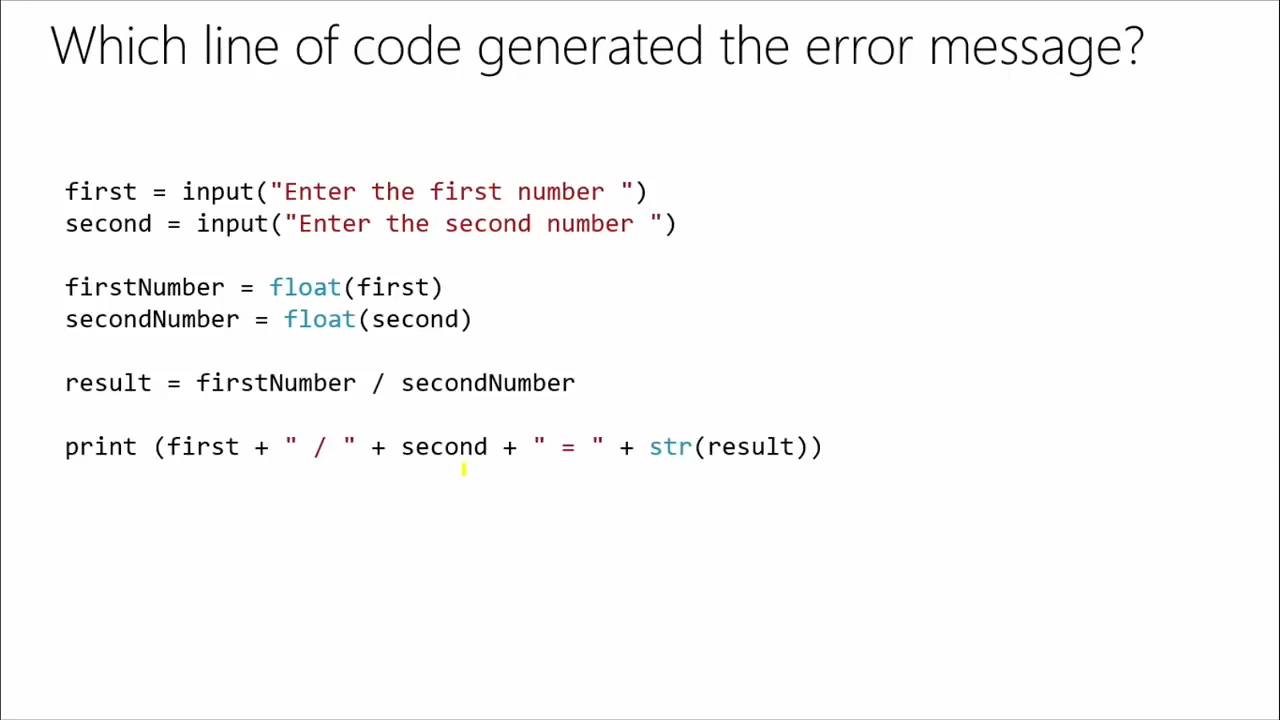 Which line of code generated the error message?
first = input("Enter the first number ")
second = input("Enter the second number ")
firstNumber = float(first)
secondNumber = float(second)
result = firstNumber / secondNumber
print (first + " / " + second + " = " + str(result))